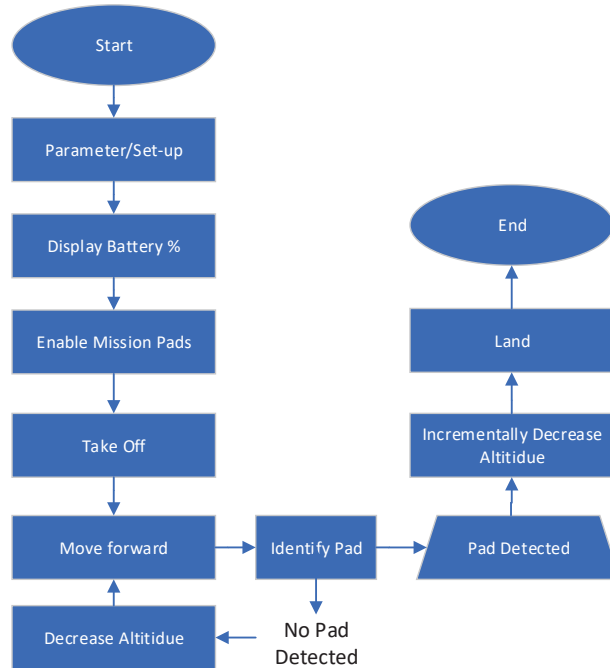 Start
Parameter/Set-up
Display Battery %
Enable Mission Pads
Take Off
Move forward
Identify Pad
No Pad
Detected
Decrease Altitidue
Pad Detected
Incrementally Decrease
Altitidue
Land
End